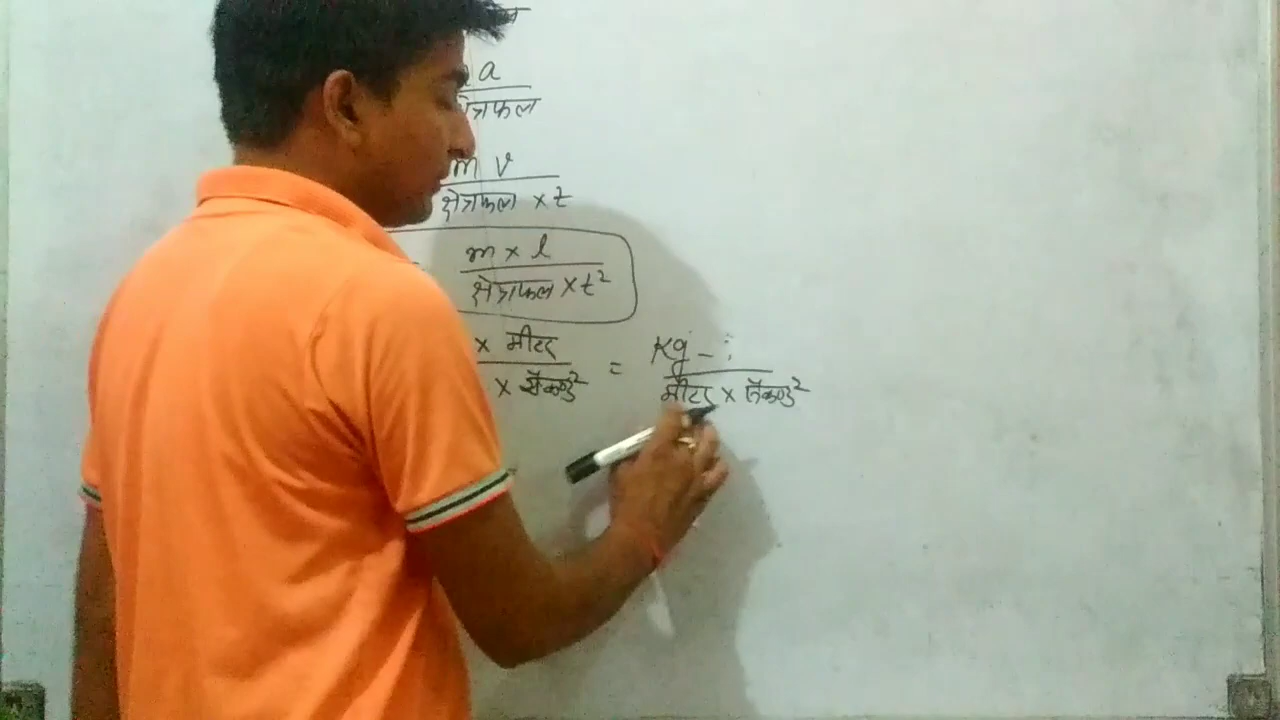 a
क्षेत्रफल
m v
क्षेत्रफल × t
m × l
क्षेत्रफल × t²
× मीटर = Kg
× सेकण्ड² मीटर × सेकण्ड²